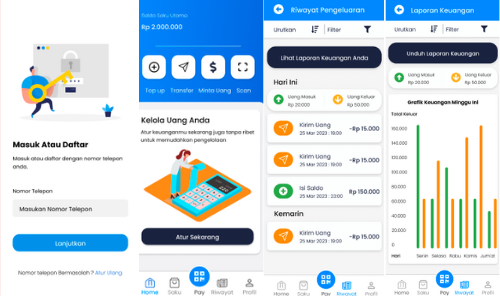 Masuk Atau Daftar
Masuk atau daftar dengan nomor telepon
anda.
Nomor Telepon
Masukan Nomor Telepon
Lanjutkan
Nomor telepon Bermasalah ? Atur Ulang
Saldo Saku Utama
Rp 2.000.000
Top up Transfer Minta Uang Scan
Kelola Uang Anda
Atur keuanganmu sekarang juga tanpa ribet
untuk memudahkan pengelolaan
Atur Sekarang
Home Saku Pay Riwayat Profil
Riwayat Pengeluaran
Urutkan Filter
Lihat Laporan Keuangan Anda
Hari Ini
Uang Masuk Uang Keluar
Rp 20,000 Rp 50,000
Kirim Uang
25 Mar 2023 : 19:00
-Rp 15.000
Kirim Uang
25 Mar 2023 : 19:00
-Rp 15.000
Isi Saldo
25 Mar 2023 : 23:00
Rp 150.000
Kemarin
Kirim Uang
25 Mar 2023 : 19:00
-Rp 15.000
Home Saku Pay Riwayat Profil
Laporan Keuangan
Urutkan Filter
Unduh Laporan Keuangan
Uang Masuk Uang Keluar
Rp 20,000 Rp 50,000
Grafik Keuangan Minggu Ini
Total Keluar
160.000
140.000
120.000
100.000
80.000
60.000
40.000
20.000
0
Hari Senin Selasa Rabu Kamis Jumat
Home Saku Pay Riwayat Profil